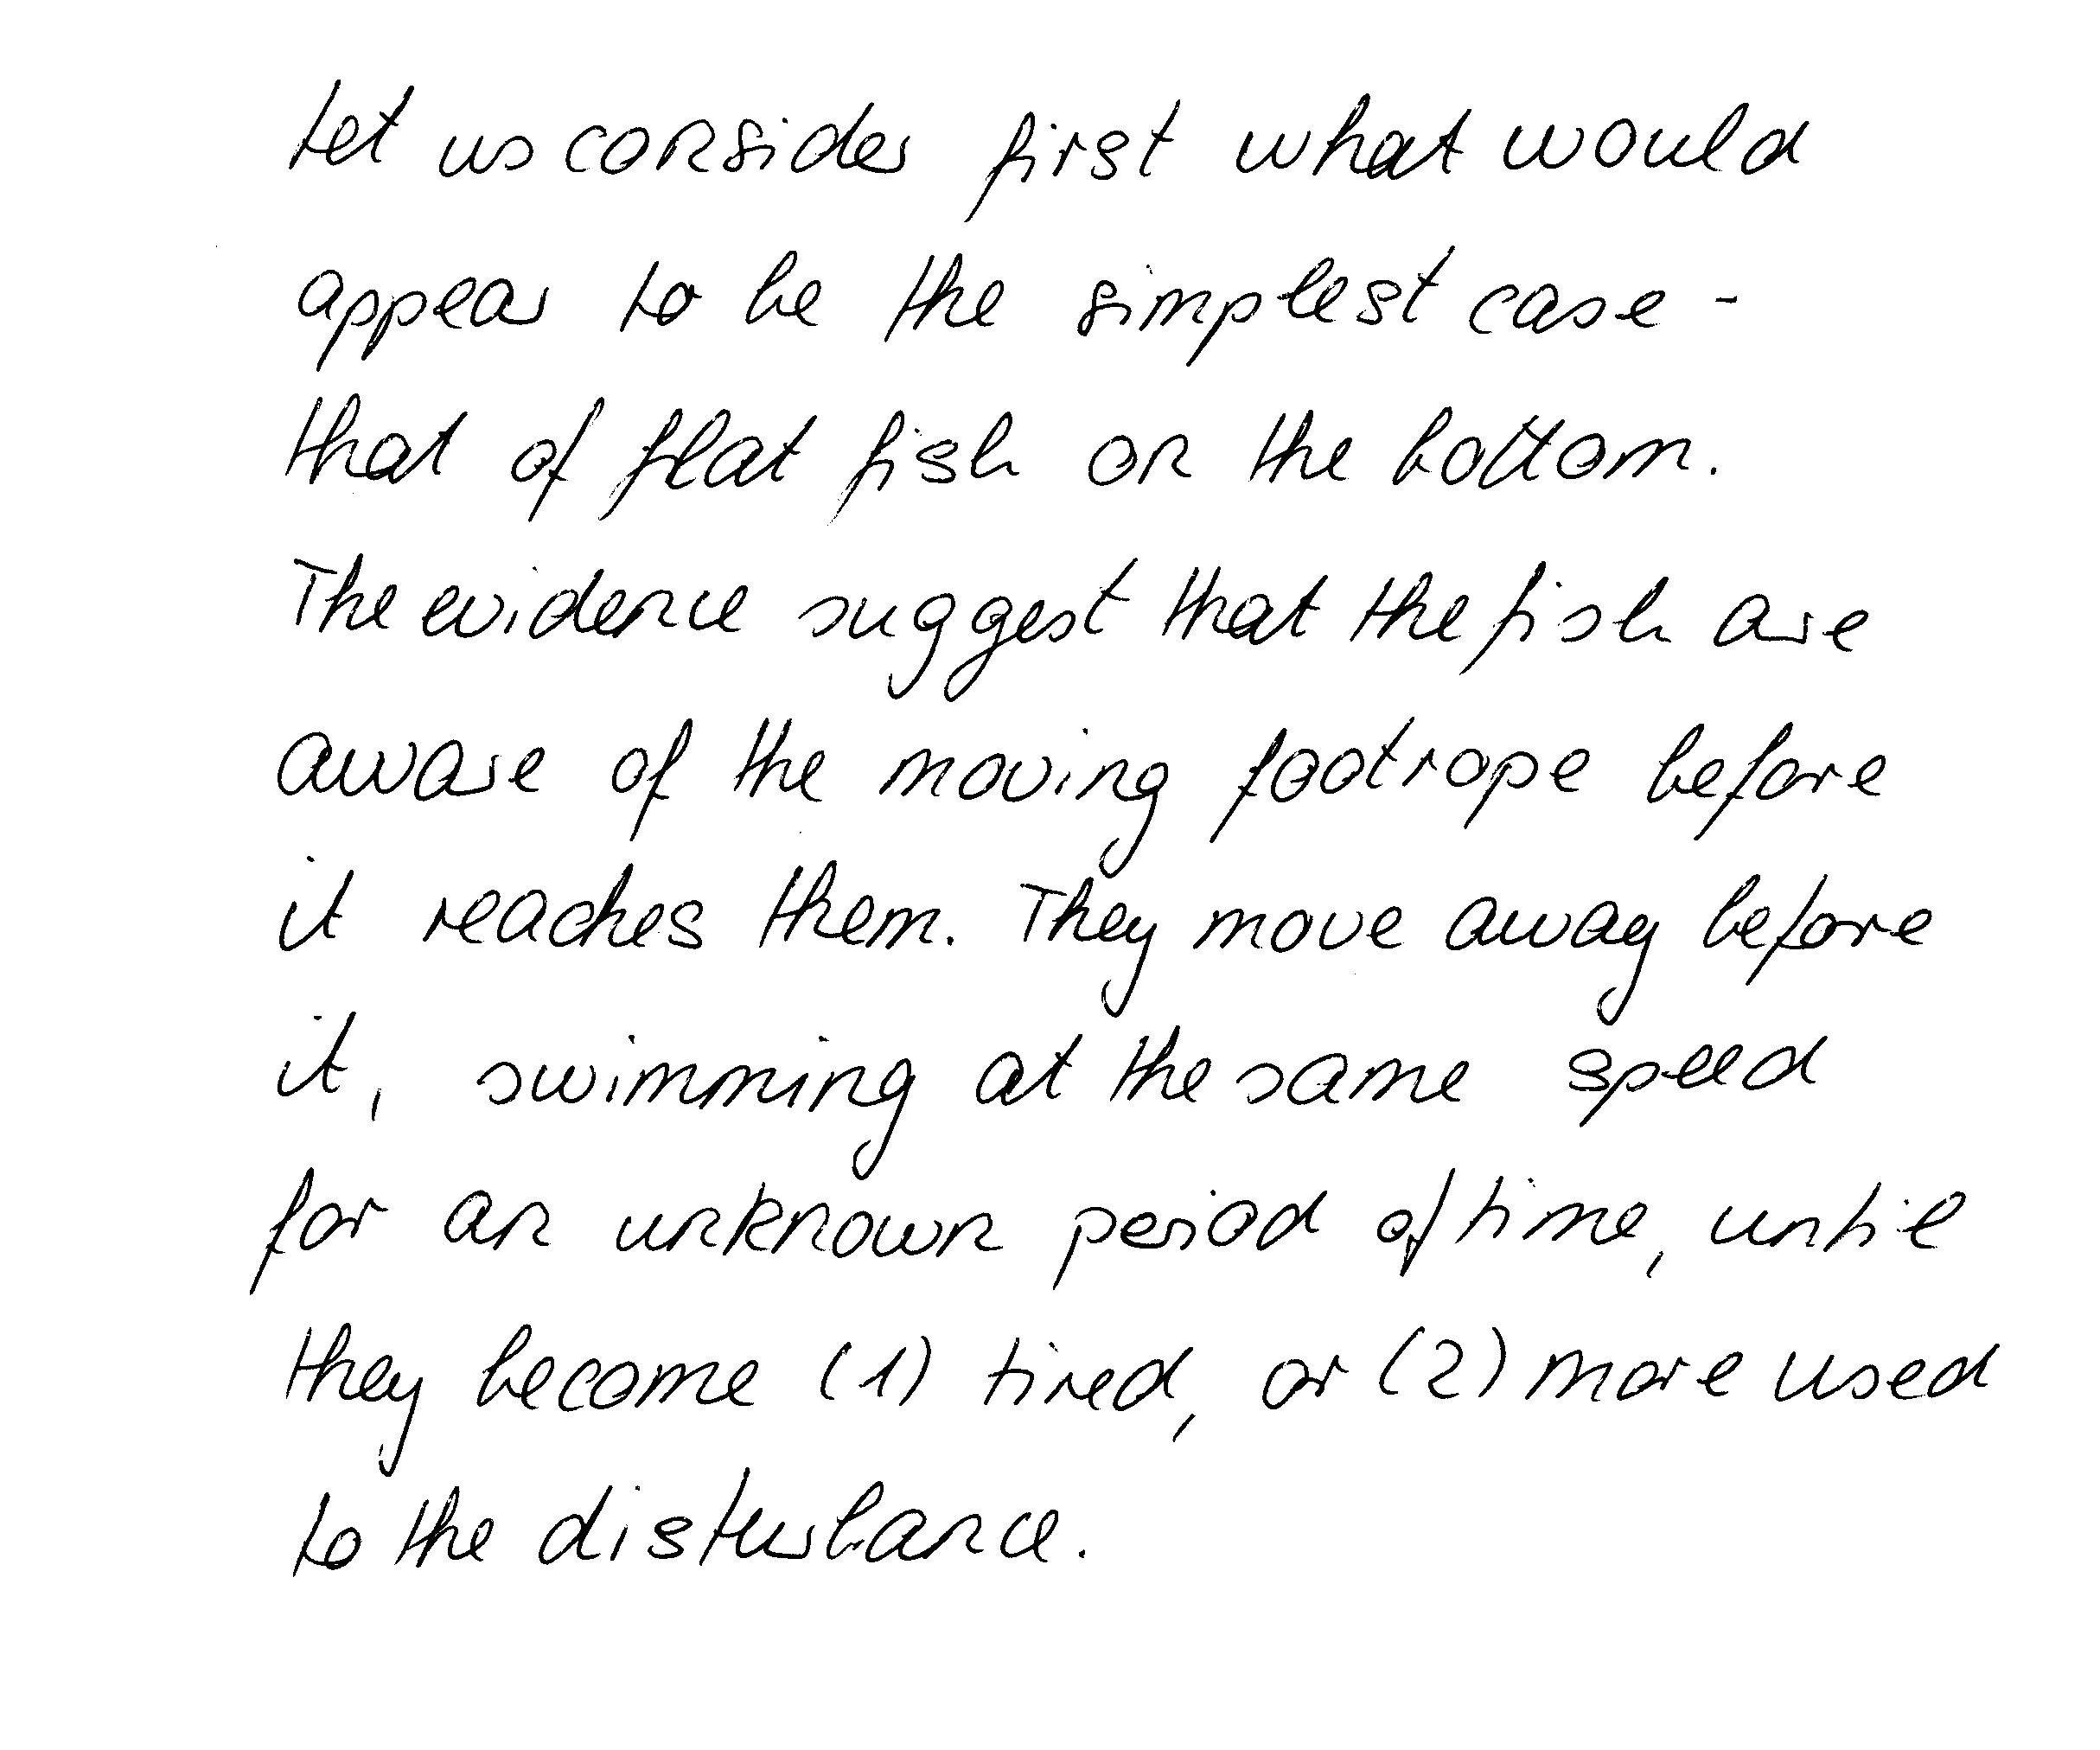 Let us consider first what would
appear to be the simplest case -
that of flat fish on the bottom.
The evidence suggest that the fish are
aware of the moving footrope before
it reaches them. They move away before
it, swimming at the same speed
for an unknown period of time, until
they become (1) tired, or (2) more used
to the disturbance.